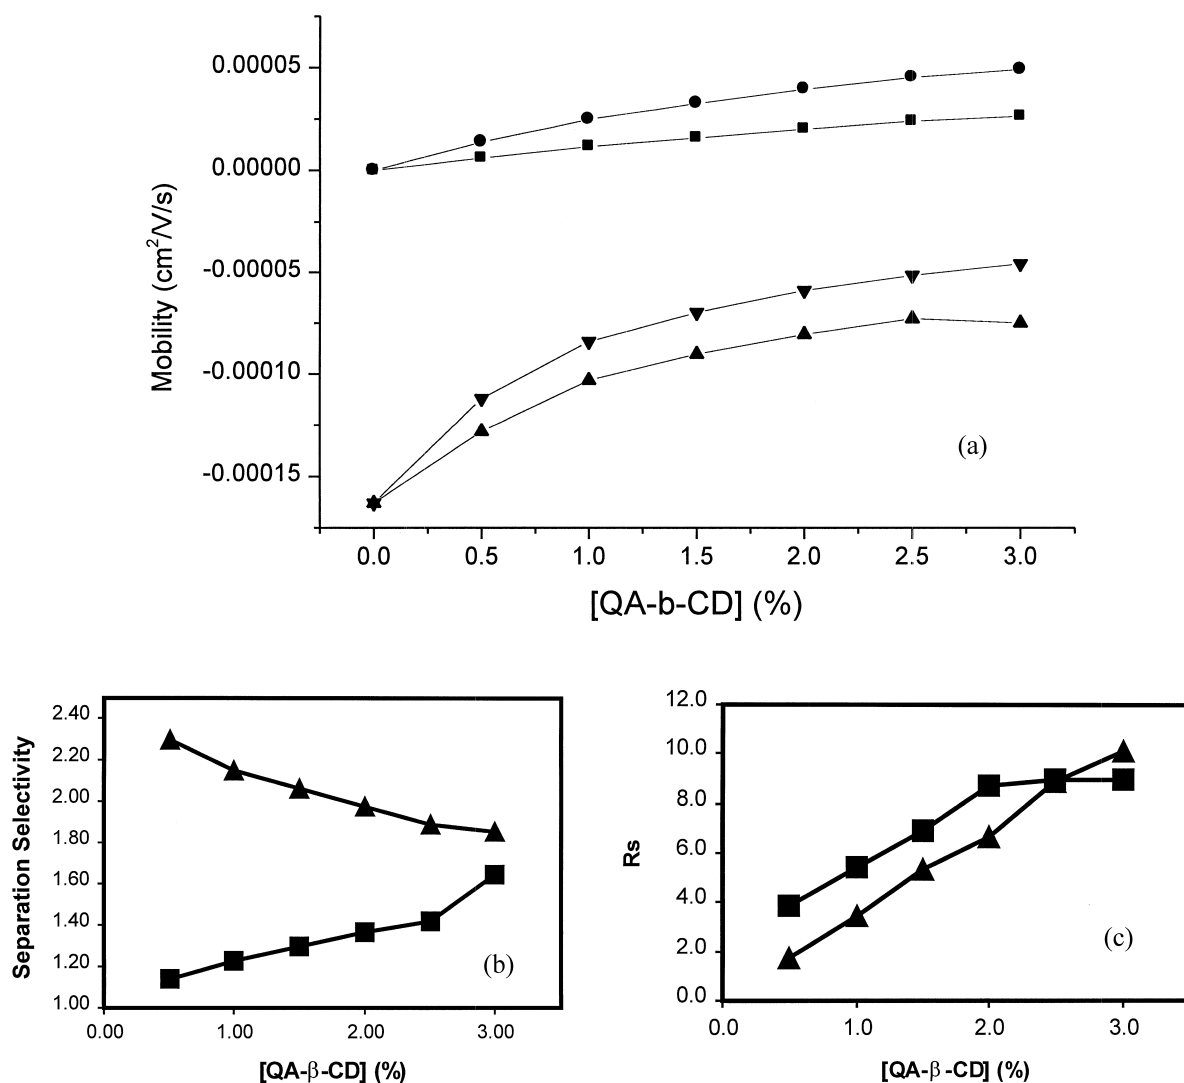 0.00005
0.00000
-0.00005
-0.00010
-0.00015
Mobility (cm²/V/s)
(a)
0.0 0.5 1.0 1.5 2.0 2.5 3.0
[QA-b-CD] (%)
2.40
2.20
2.00
1.80
1.60
1.40
1.20
1.00
Separation Selectivity
(b)
0.00 1.00 2.00 3.00
[QA-β-CD] (%)
12.0
10.0
8.0
6.0
4.0
2.0
0.0
Rs
(c)
0.0 1.0 2.0 3.0
[QA-β-CD] (%)